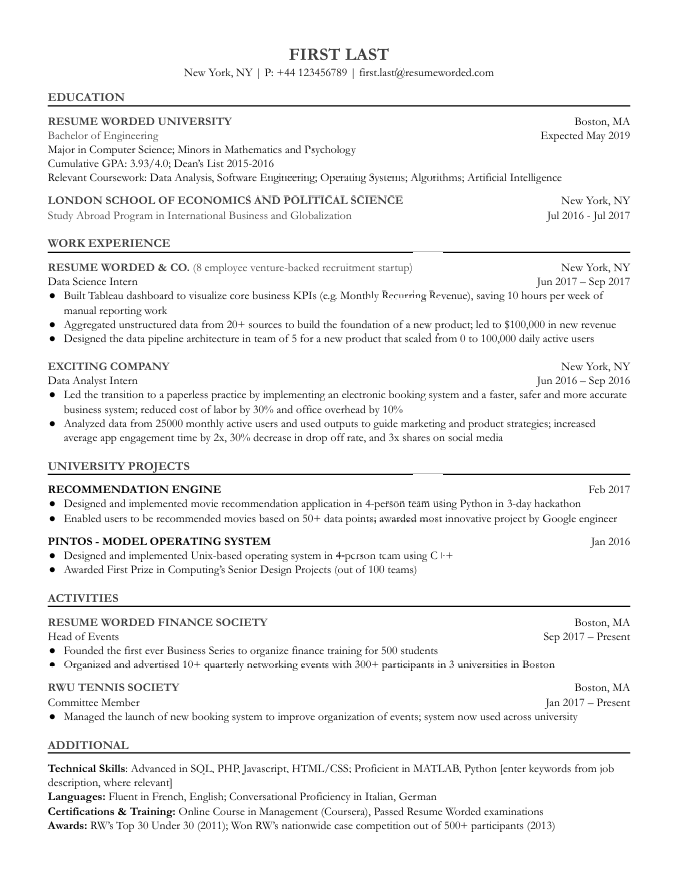 FIRST LAST
New York, NY | P: +44 123456789 | first.last@resumeworded.com
EDUCATION
RESUME WORDED UNIVERSITY Boston, MA
Bachelor of Engineering Expected May 2019
Major in Computer Science; Minors in Mathematics and Psychology
Cumulative GPA: 3.93/4.0; Dean's List 2015-2016
Relevant Coursework: Data Analysis, Software Engineering; Operating Systems; Algorithms; Artificial Intelligence
LONDON SCHOOL OF ECONOMICS AND POLITICAL SCIENCE New York, NY
Study Abroad Program in International Business and Globalization Jul 2016 - Jul 2017
WORK EXPERIENCE
RESUME WORDED & CO. (8 employee venture-backed recruitment startup) New York, NY
Data Science Intern Jun 2017 – Sep 2017
● Built Tableau dashboard to visualize core business KPIs (e.g. Monthly Recurring Revenue), saving 10 hours per week of
manual reporting work
● Aggregated unstructured data from 20+ sources to build the foundation of a new product; led to $100,000 in new revenue
● Designed the data pipeline architecture in team of 5 for a new product that scaled from 0 to 100,000 daily active users
EXCITING COMPANY New York, NY
Data Analyst Intern Jun 2016 – Sep 2016
● Led the transition to a paperless practice by implementing an electronic booking system and a faster, safer and more accurate
business system; reduced cost of labor by 30% and office overhead by 10%
● Analyzed data from 25000 monthly active users and used outputs to guide marketing and product strategies; increased
average app engagement time by 2x, 30% decrease in drop off rate, and 3x shares on social media
UNIVERSITY PROJECTS
RECOMMENDATION ENGINE Feb 2017
● Designed and implemented movie recommendation application in 4-person team using Python in 3-day hackathon
● Enabled users to be recommended movies based on 50+ data points; awarded most innovative project by Google engineer
PINTOS - MODEL OPERATING SYSTEM Jan 2016
● Designed and implemented Unix-based operating system in 4-person team using C++
● Awarded First Prize in Computing's Senior Design Projects (out of 100 teams)
ACTIVITIES
RESUME WORDED FINANCE SOCIETY Boston, MA
Head of Events Sep 2017 – Present
● Founded the first ever Business Series to organize finance training for 500 students
● Organized and advertised 10+ quarterly networking events with 300+ participants in 3 universities in Boston
RWU TENNIS SOCIETY Boston, MA
Committee Member Jan 2017 – Present
● Managed the launch of new booking system to improve organization of events; system now used across university
ADDITIONAL
Technical Skills: Advanced in SQL, PHP, Javascript, HTML/CSS; Proficient in MATLAB, Python [enter keywords from job
description, where relevant]
Languages: Fluent in French, English; Conversational Proficiency in Italian, German
Certifications & Training: Online Course in Management (Coursera), Passed Resume Worded examinations
Awards: RW's Top 30 Under 30 (2011); Won RW's nationwide case competition out of 500+ participants (2013)